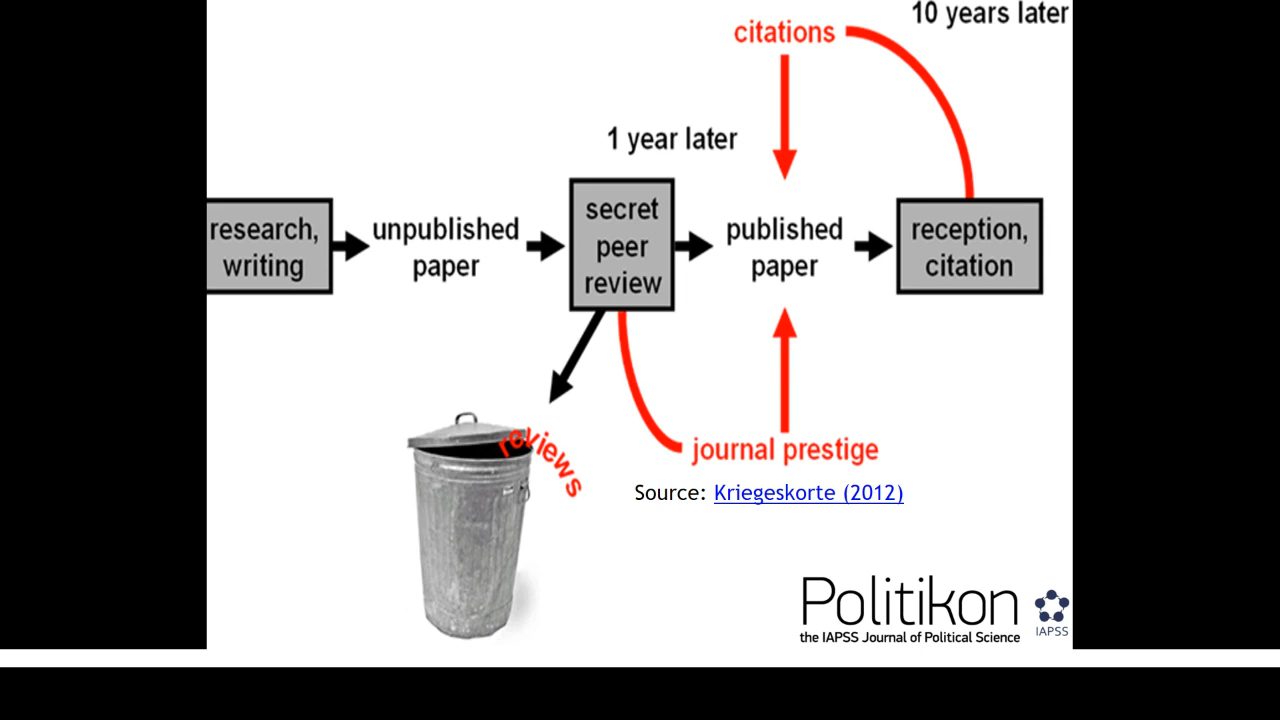 10 years later
citations
1 year later
research,
writing
unpublished
paper
secret
peer
review
published
paper
reception,
citation
reviews
journal prestige
Source: Kriegeskorte (2012)
Politikon
the IAPSS Journal of Political Science
IAPSS